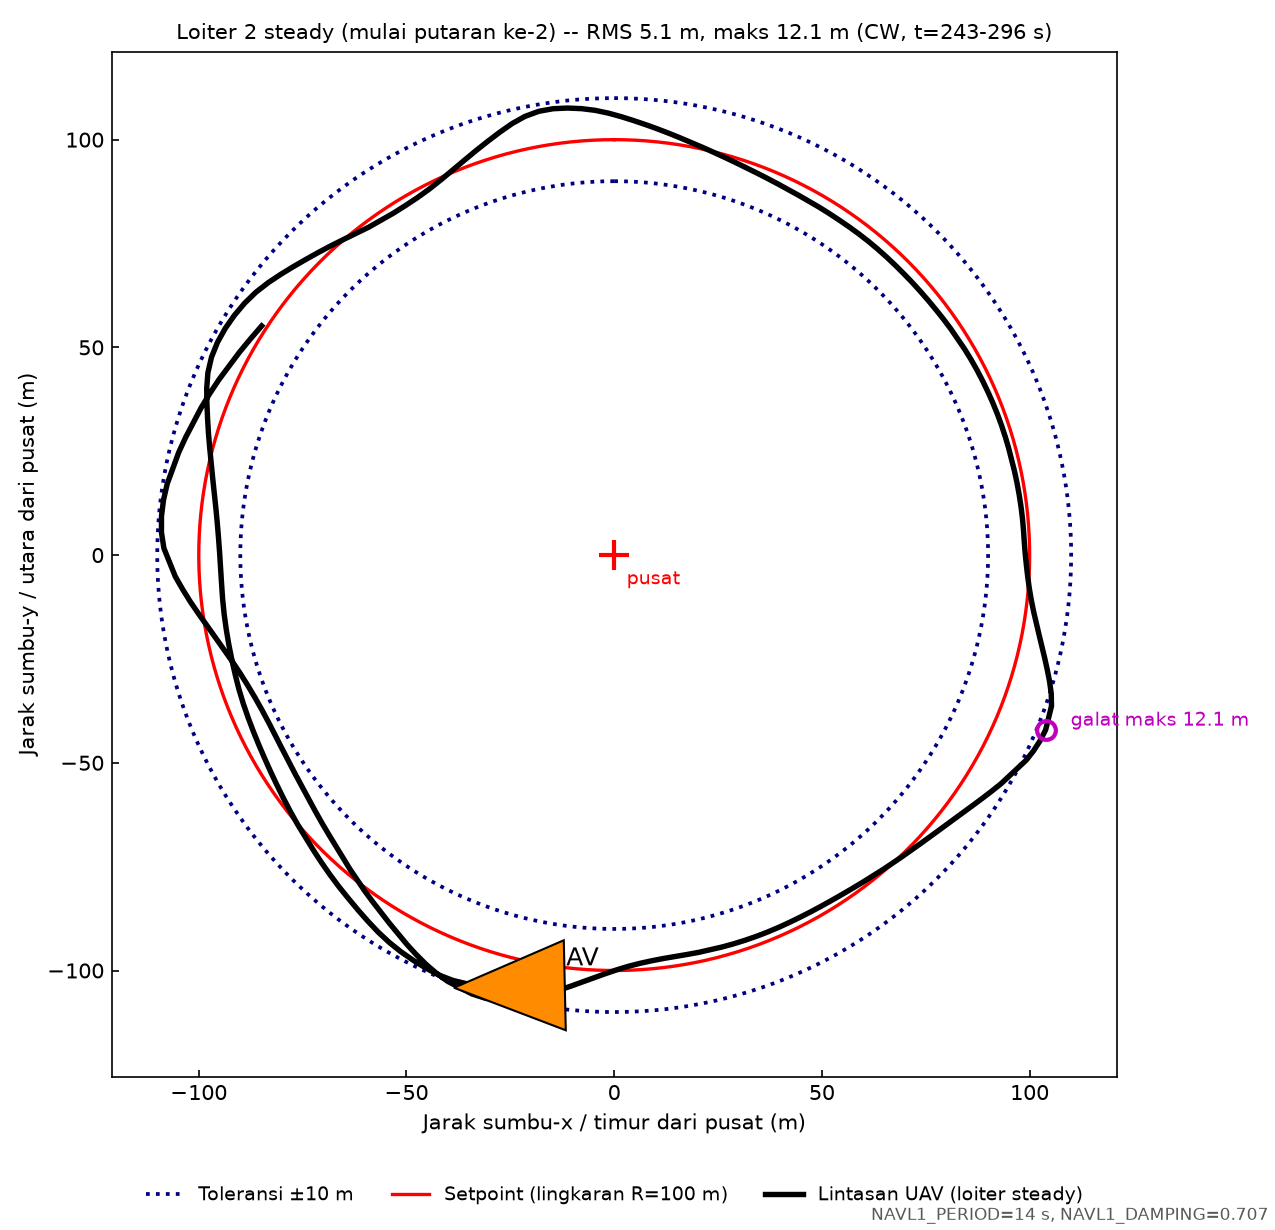 Loiter 2 steady (mulai putaran ke-2) -- RMS 5.1 m, maks 12.1 m (CW, t=243-296 s)
Jarak sumbu-y / utara dari pusat (m)
100
50
0
−50
−100
pusat
galat maks 12.1 m
AV
−100
−50
0
50
100
Jarak sumbu-x / timur dari pusat (m)
Toleransi ±10 m
Setpoint (lingkaran R=100 m)
Lintasan UAV (loiter steady)
NAVL1_PERIOD=14 s, NAVL1_DAMPING=0.707